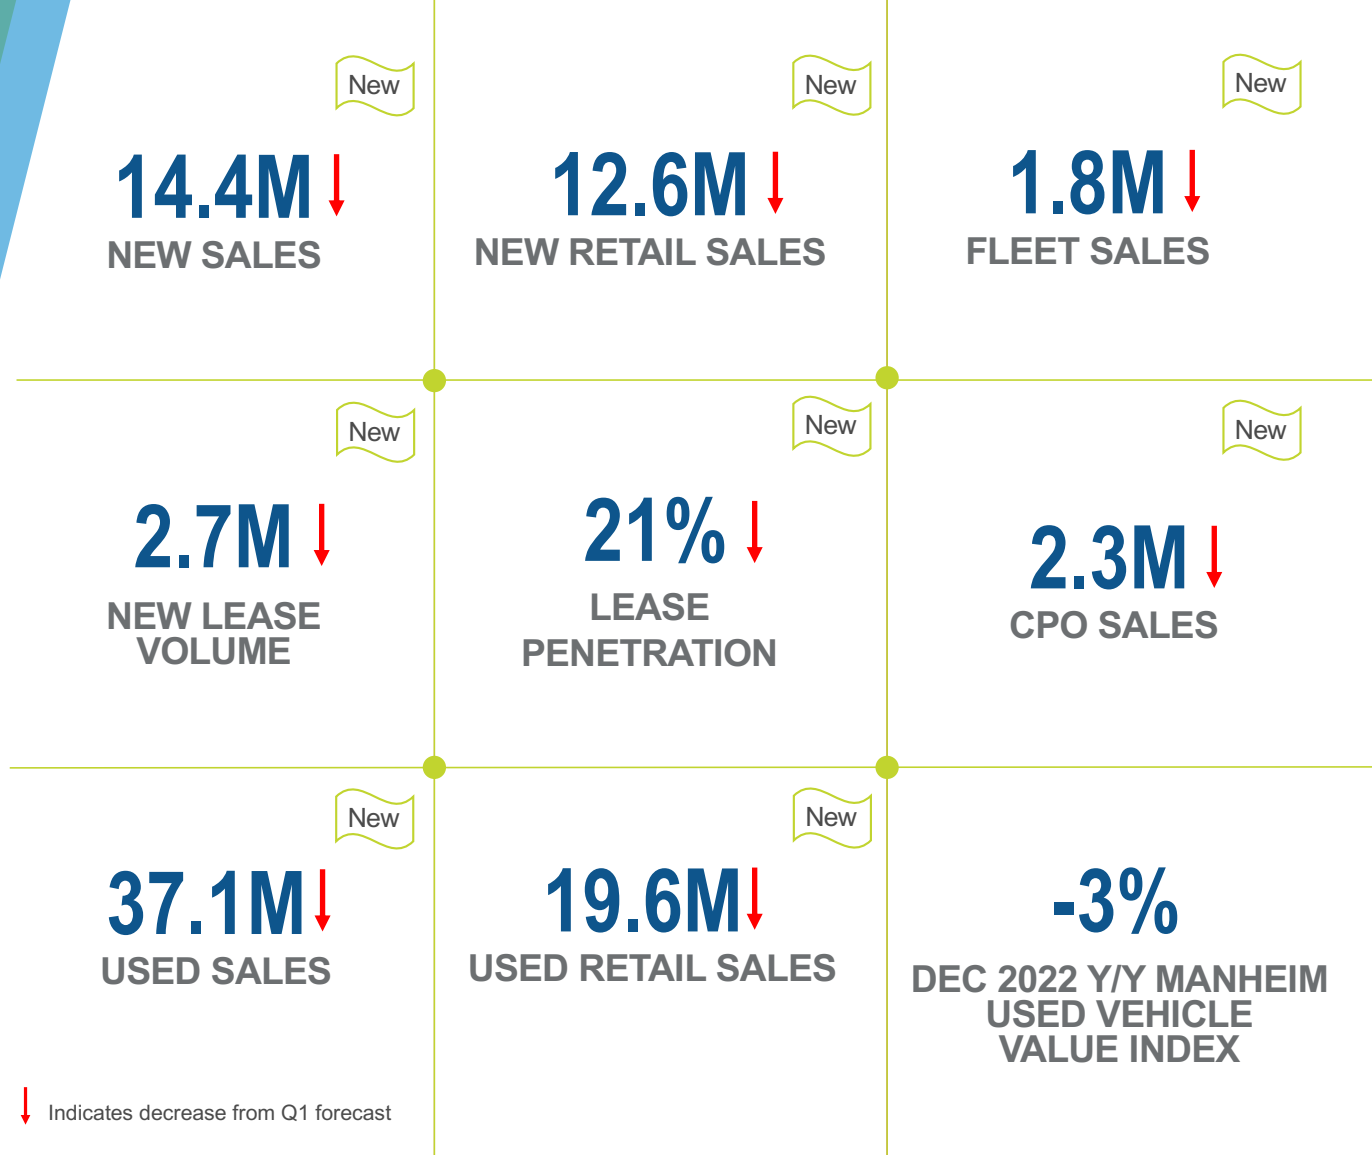 New
14.4M
NEW SALES
New
12.6M
NEW RETAIL SALES
New
1.8M
FLEET SALES
New
2.7M
NEW LEASE
VOLUME
New
21%
LEASE
PENETRATION
New
2.3M
CPO SALES
New
37.1M
USED SALES
New
19.6M
USED RETAIL SALES
-3%
DEC 2022 Y/Y MANHEIM
USED VEHICLE
VALUE INDEX
Indicates decrease from Q1 forecast